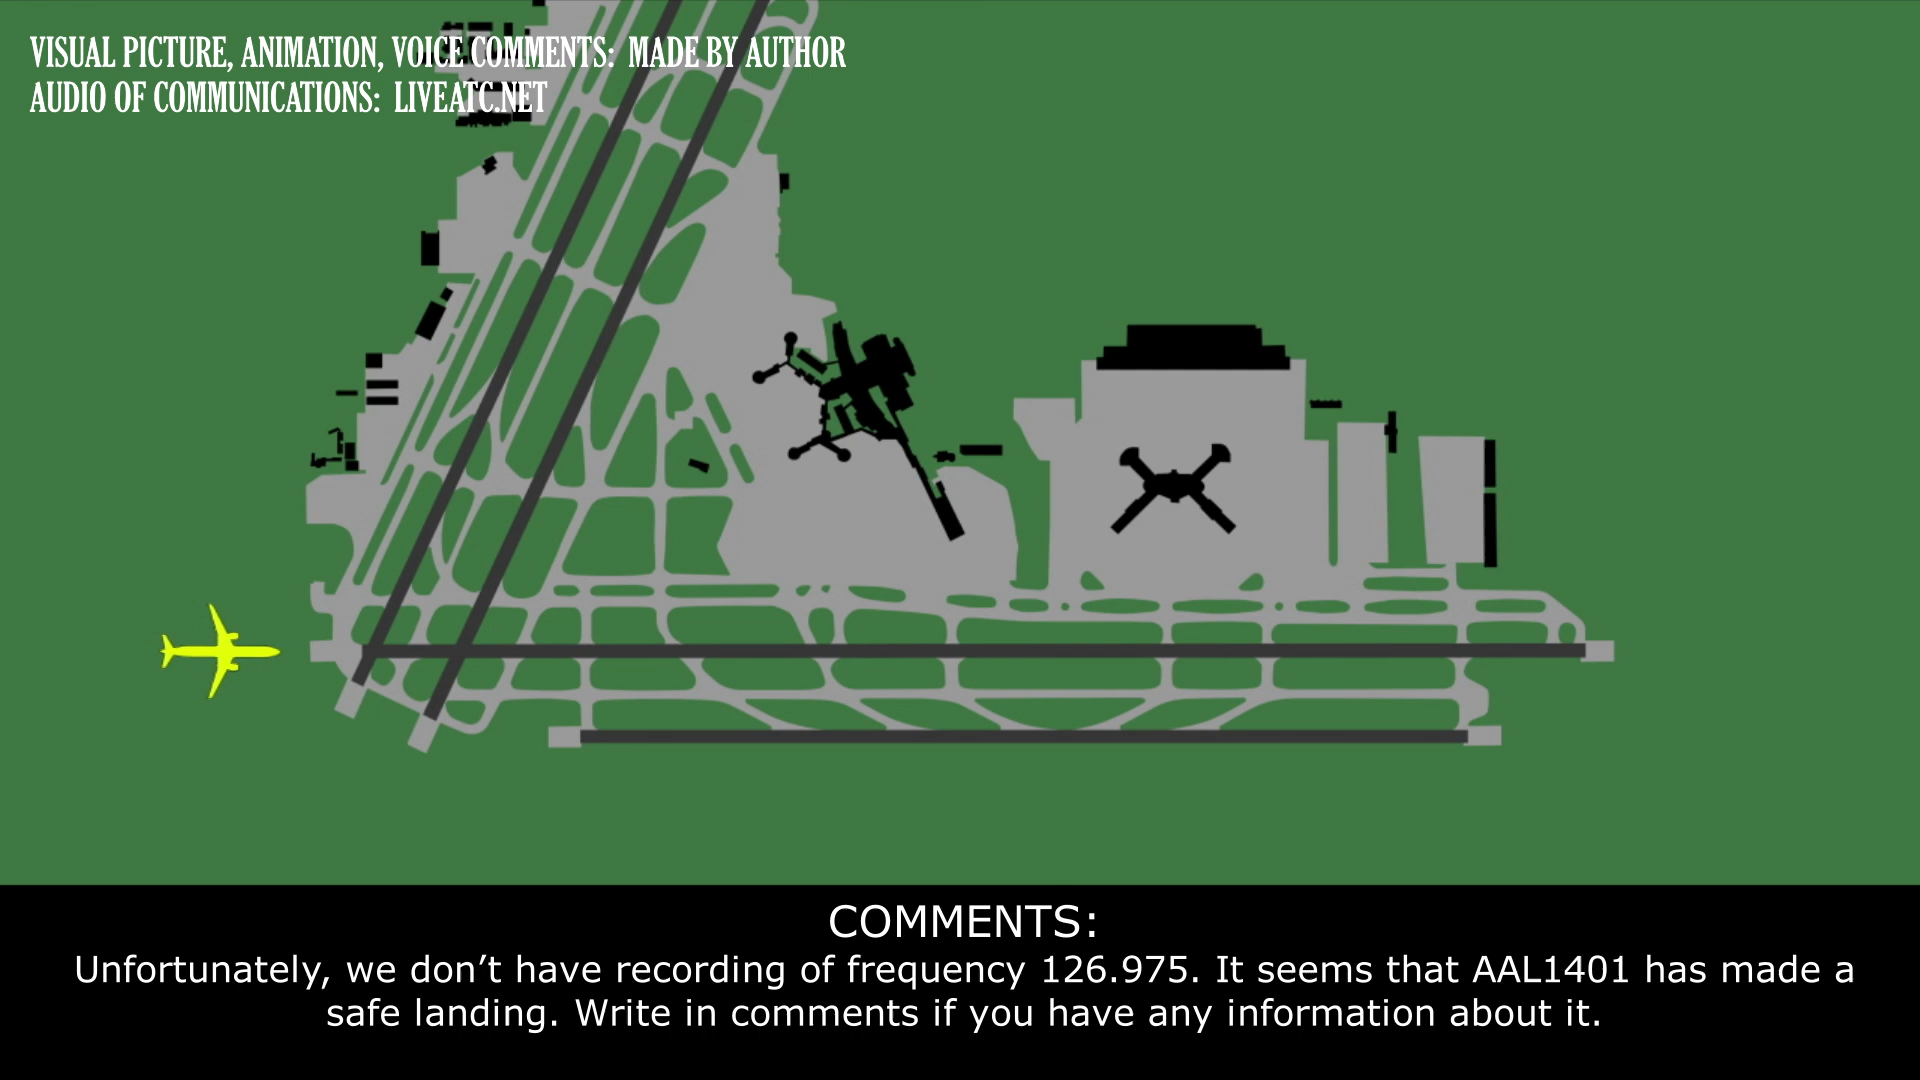 VISUAL PICTURE, ANIMATION, VOICE COMMENTS: MADE BY AUTHOR
AUDIO OF COMMUNICATIONS: LIVEATC.NET
COMMENTS:
Unfortunately, we don’t have recording of frequency 126.975. It seems that AAL1401 has made a
safe landing. Write in comments if you have any information about it.